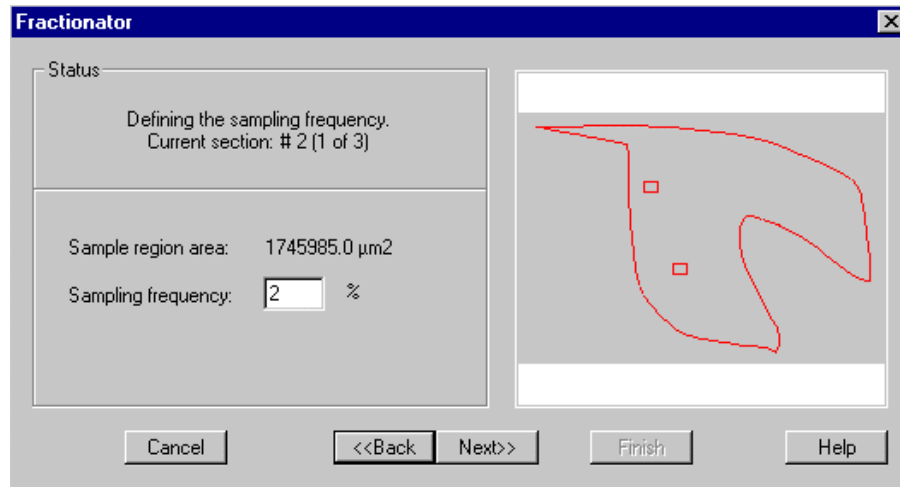 Fractionator
Status
Defining the sampling frequency.
Current section: # 2 (1 of 3)
Sample region area: 1745985.0 µm2
Sampling frequency: 2 %
Cancel <<Back Next>> Finish Help